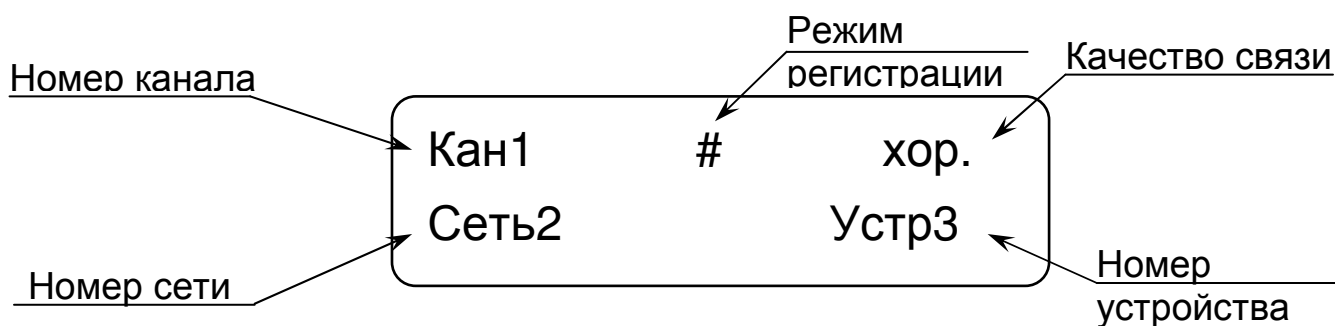 Режим
регистрации
Качество связи
Номер канала
Кан1 # хор.
Сеть2 Устр3
Номер сети
Номер
устройства